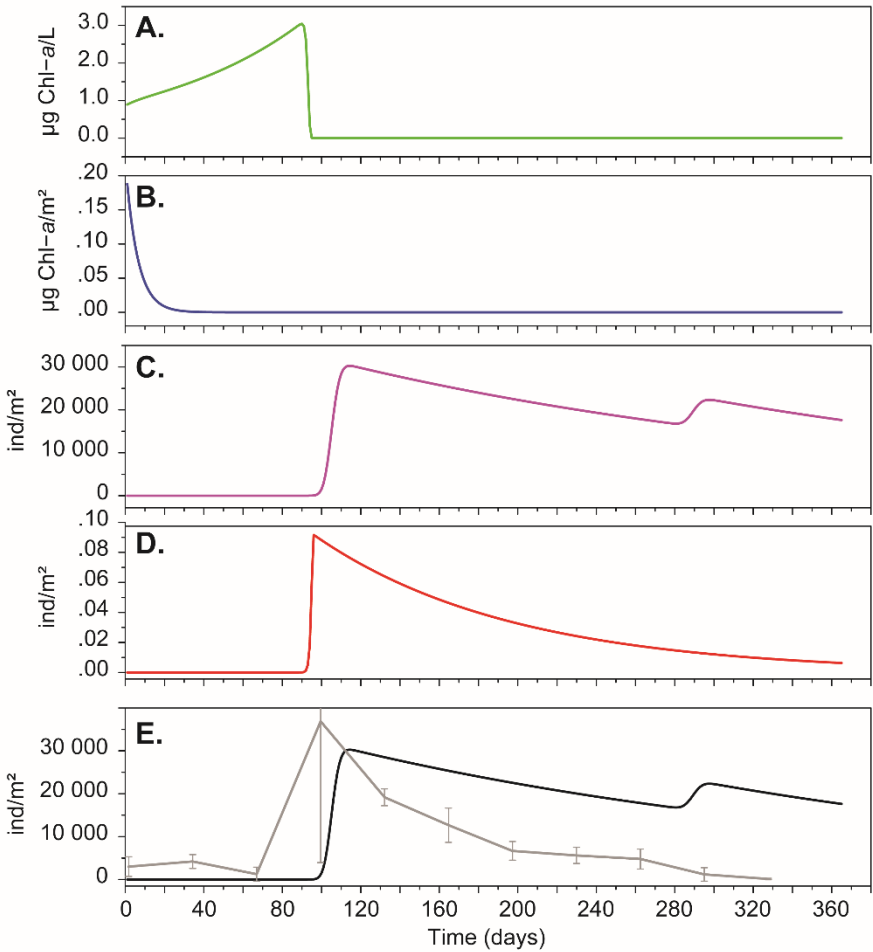 A.
µg Chl−a/L
3.0
2.0
1.0
0.0
B.
µg Chl−a/m²
.20
.15
.10
.05
.00
C.
ind/m²
30 000
20 000
10 000
0
D.
ind/m²
.10
.08
.06
.04
.02
.00
E.
ind/m²
30 000
20 000
10 000
0
0 40 80 120 160 200 240 280 320 360
Time (days)